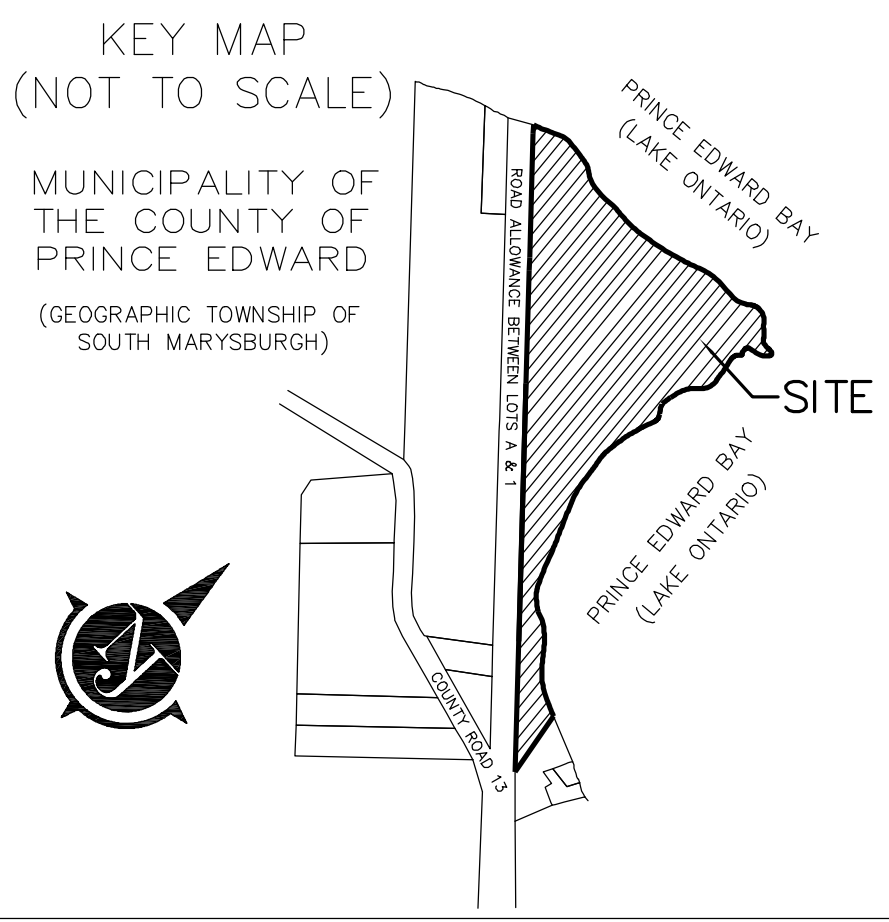 KEY MAP
(NOT TO SCALE)
MUNICIPALITY OF
THE COUNTY OF
PRINCE EDWARD
(GEOGRAPHIC TOWNSHIP OF
SOUTH MARYSBURGH)
PRINCE EDWARD BAY
(LAKE ONTARIO)
ROAD ALLOWANCE BETWEEN LOTS A & 1
SITE
PRINCE EDWARD BAY
(LAKE ONTARIO)
COUNTY ROAD 13
N